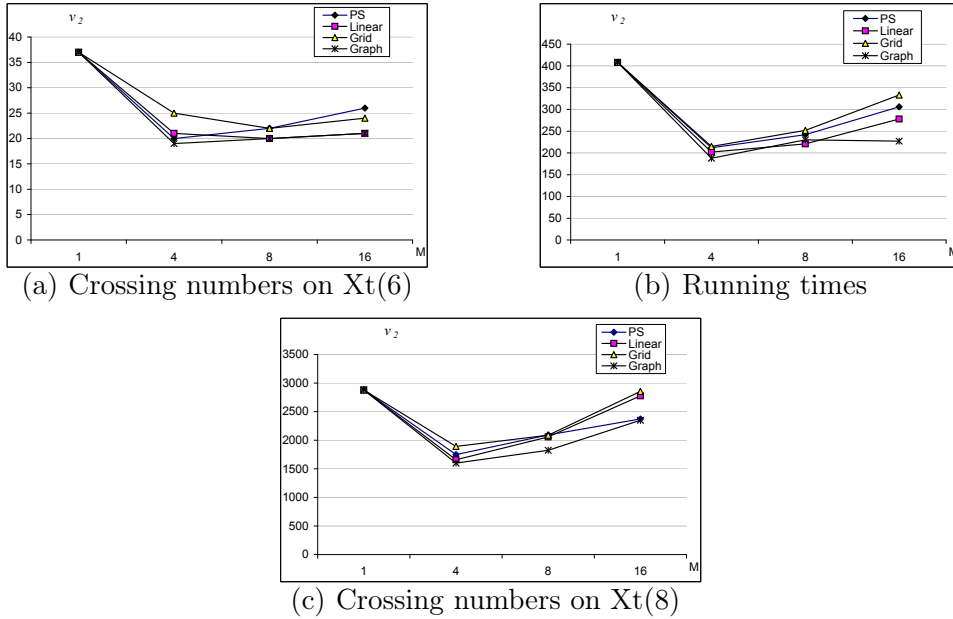 v 2
PS
Linear
Grid
Graph
40
35
30
25
20
15
10
5
0
1 4 8 16 M
(a) Crossing numbers on Xt(6)
v 2
PS
Linear
Grid
Graph
450
400
350
300
250
200
150
100
50
0
1 4 8 16 M
(b) Running times
v 2
PS
Linear
Grid
Graph
3500
3000
2500
2000
1500
1000
500
0
1 4 8 16 M
(c) Crossing numbers on Xt(8)